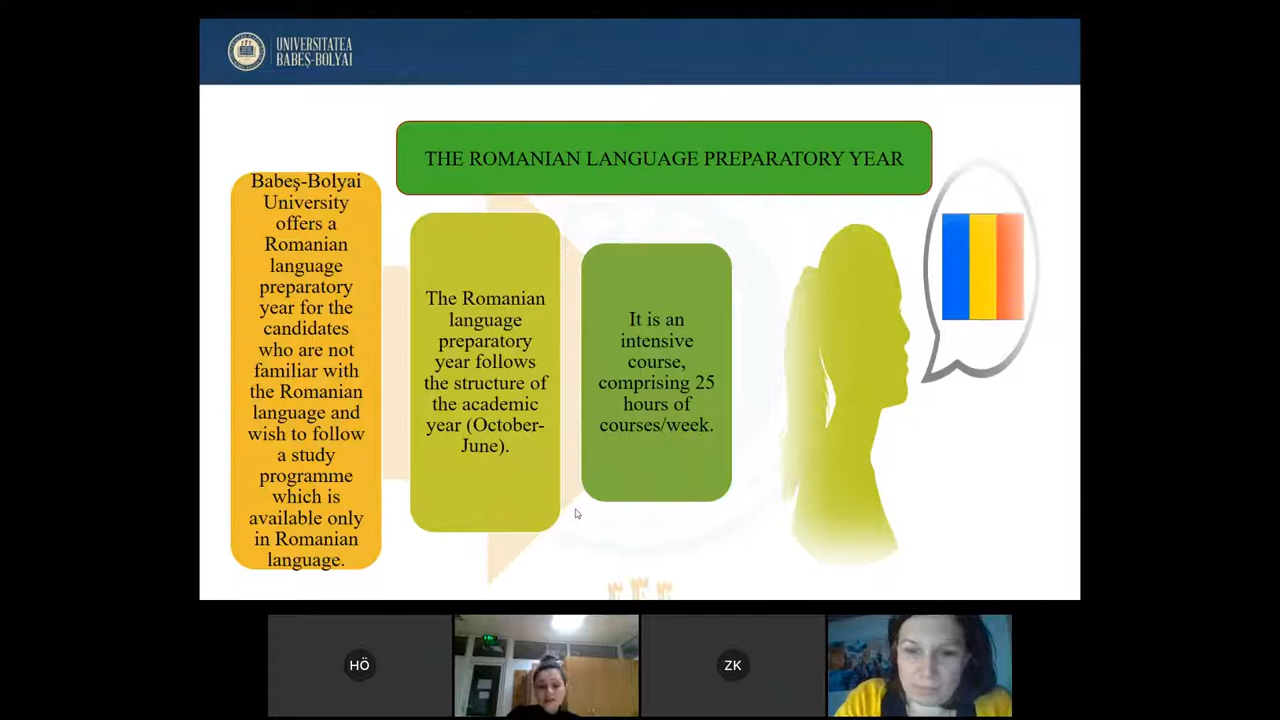 UNIVERSITATEA
BABEŞ-BOLYAI
THE ROMANIAN LANGUAGE PREPARATORY YEAR
Babeş-Bolyai
University
offers a
Romanian
language
preparatory
year for the
candidates
who are not
familiar with
the Romanian
language and
wish to follow
a study
programme
which is
available only
in Romanian
language.
The Romanian
language
preparatory
year follows
the structure of
the academic
year (October-
June).
It is an
intensive
course,
comprising 25
hours of
courses/week.
HÖ
ZK